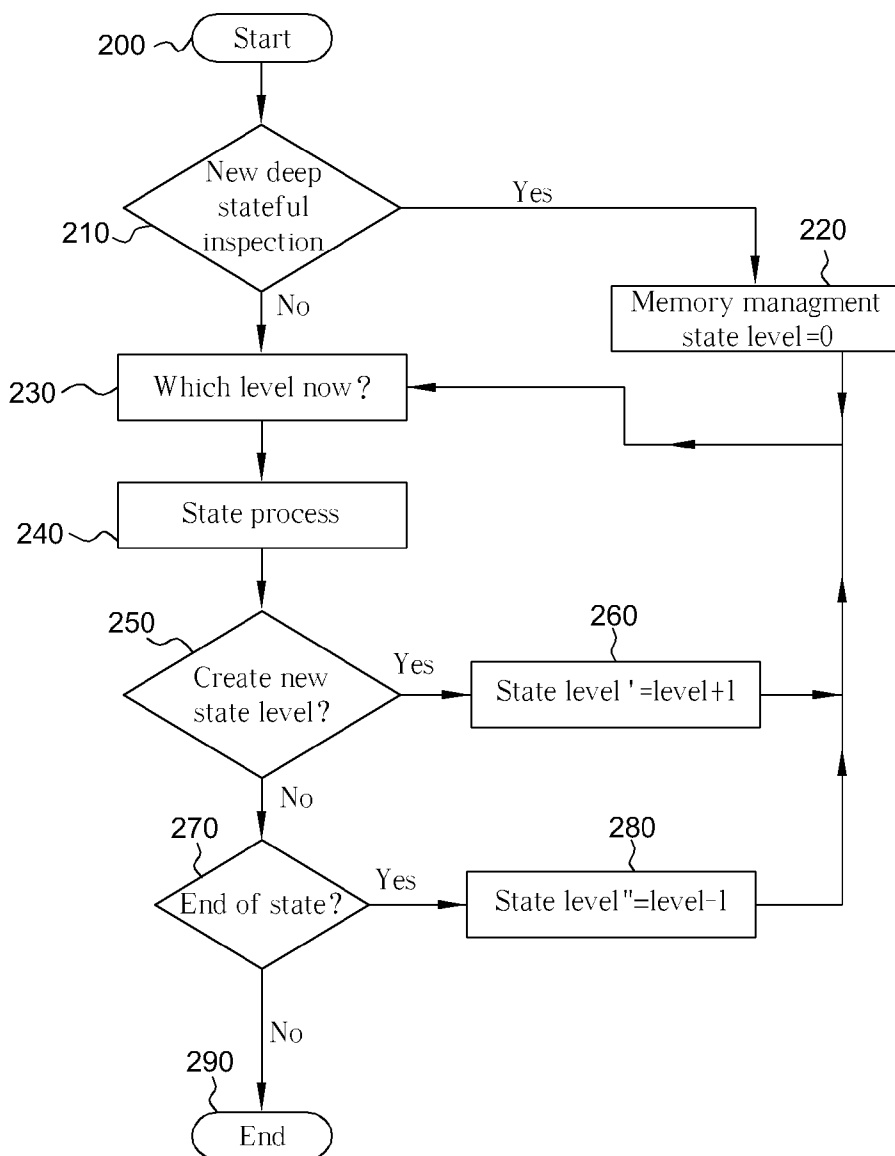 200
Start
New deep
stateful
inspection
210
Yes
220
Memory managment
state level=0
No
230
Which level now?
240
State process
250
Create new
state level?
Yes
260
State level'=level+1
No
270
End of state?
Yes
280
State level"=level-1
No
290
End